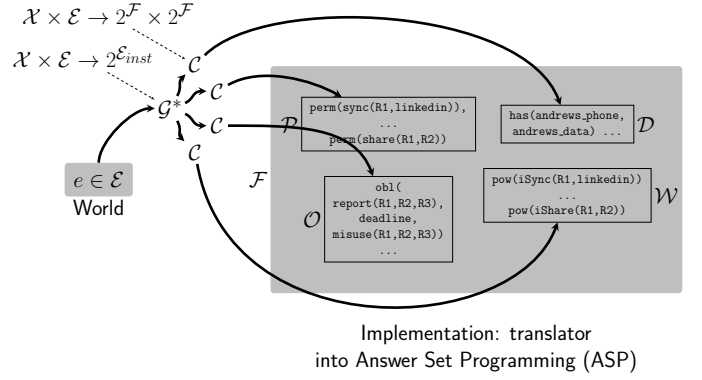 𝒳 × ℰ → 2^ℱ × 2^ℱ
𝒳 × ℰ → 2^ℰinst
𝒞
𝒞
𝒢*
𝒞
𝒞
e ∈ ℰ
World
ℱ
𝒫
perm(sync(R1,linkedin)),
...
perm(share(R1,R2))
has(andrews_phone,
andrews_data) ...
𝒟
𝒪
obl(
report(R1,R2,R3),
deadline,
misuse(R1,R2,R3))
...
pow(iSync(R1,linkedin))
...
pow(iShare(R1,R2))
𝒲
Implementation: translator
into Answer Set Programming (ASP)